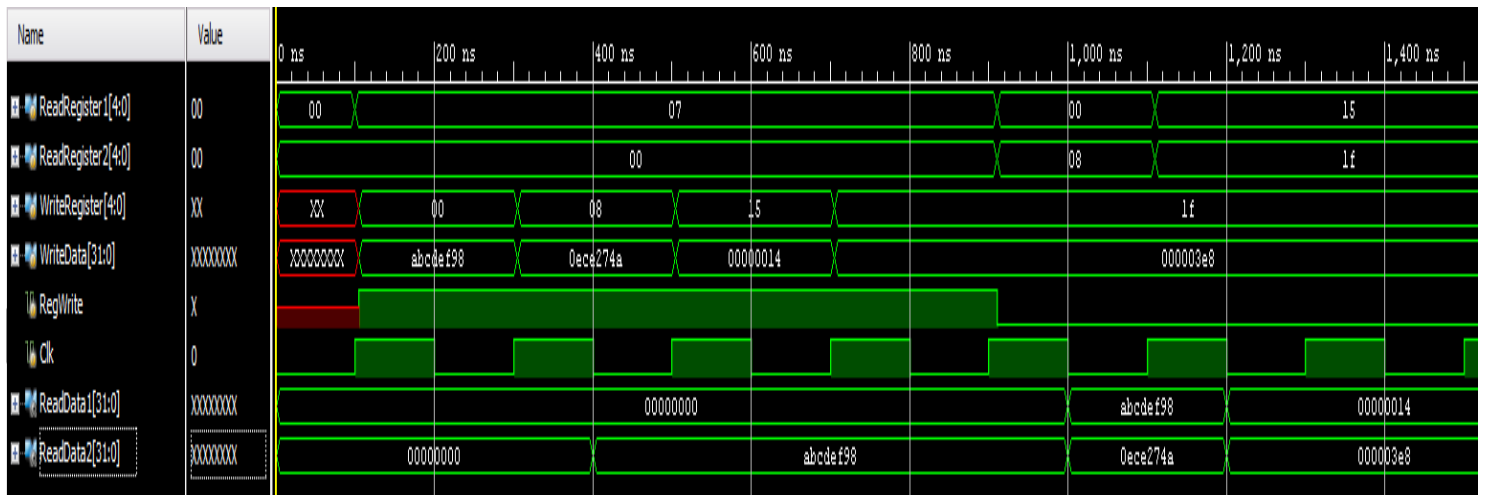 Name Value 0 ns 200 ns 400 ns 600 ns 800 ns 1,000 ns 1,200 ns 1,400 ns
ReadRegister1[4:0] 00 00 07 00 15
ReadRegister2[4:0] 00 00 08 1f
WriteRegister[4:0] XX XX 00 08 15 1f
WriteData[31:0] XXXXXXXX XXXXXXXX abcdef98 0ece274a 00000014 000003e8
RegWrite X
Clk 0
ReadData1[31:0] XXXXXXXX 00000000 abcdef98 00000014
ReadData2[31:0] XXXXXXXX 00000000 abcdef98 0ece274a 000003e8